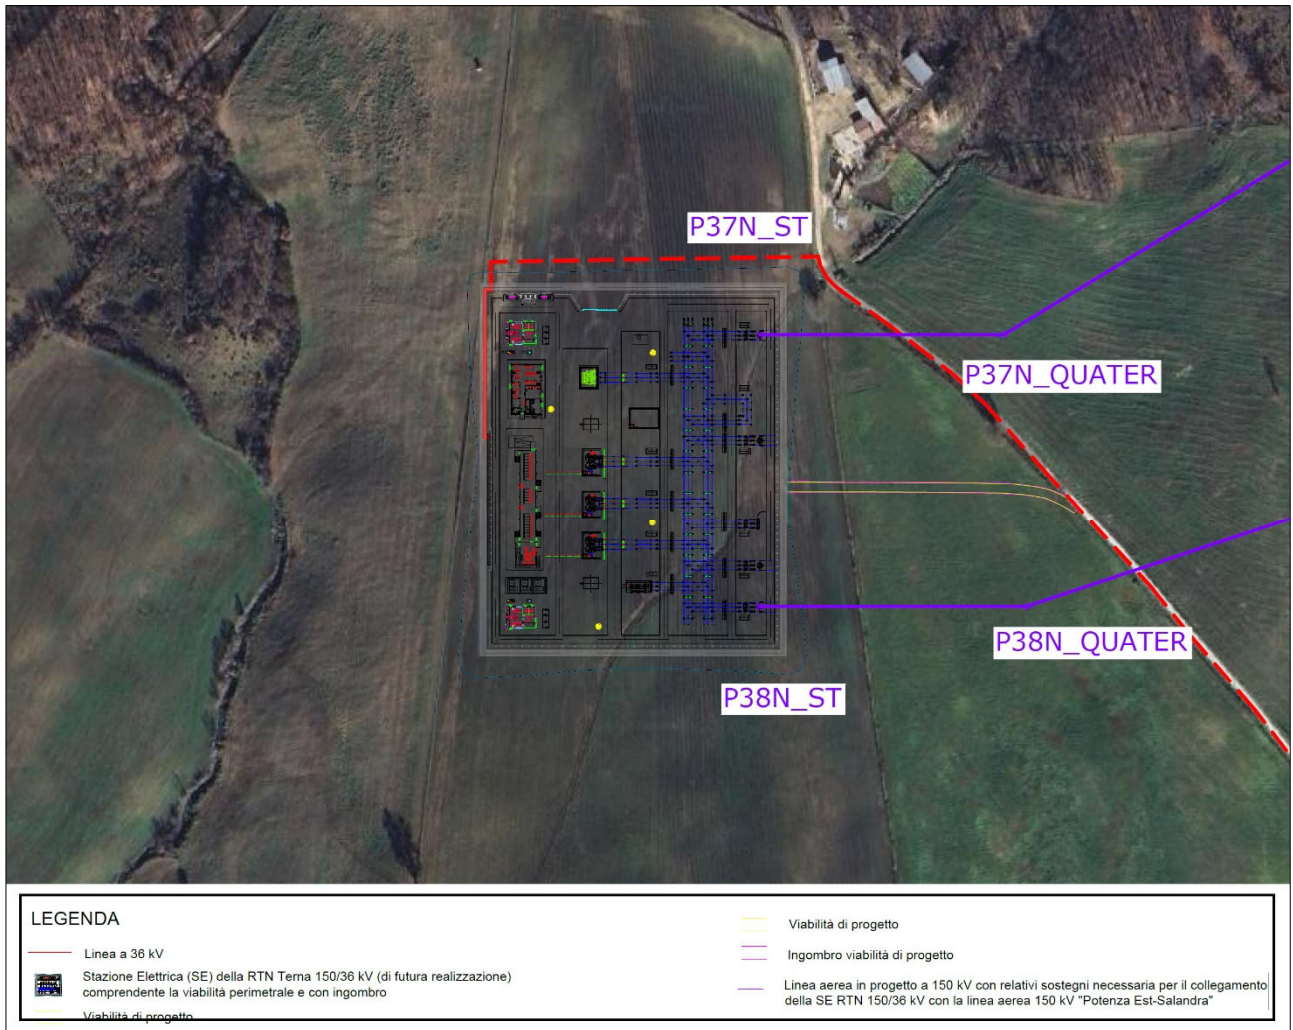 P37N_ST
P37N_QUATER
P38N_QUATER
P38N_ST
LEGENDA
Linea a 36 kV
Stazione Elettrica (SE) della RTN Terna 150/36 kV (di futura realizzazione)
comprendente la viabilità perimetrale e con ingombro
Viabilità di progetto
Viabilità di progetto
Ingombro viabilità di progetto
Linea aerea in progetto a 150 kV con relativi sostegni necessaria per il collegamento
della SE RTN 150/36 kV con la linea aerea 150 kV "Potenza Est-Salandra"